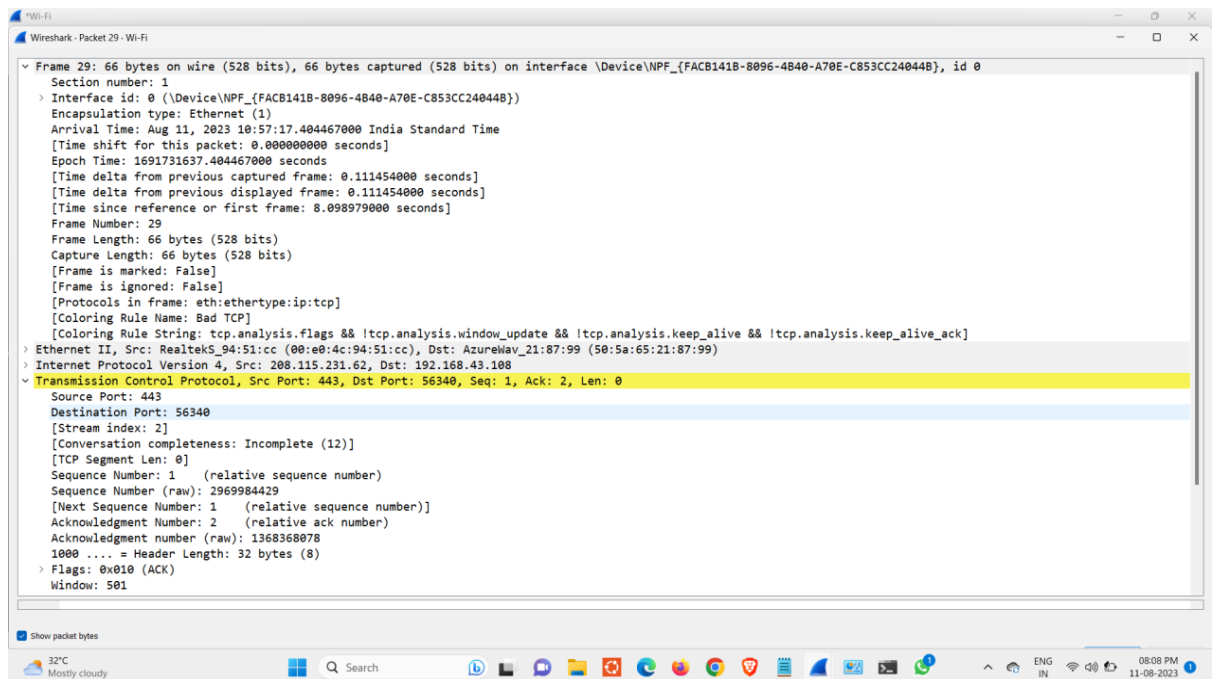 *Wi-Fi
Wireshark · Packet 29 · Wi-Fi
Frame 29: 66 bytes on wire (528 bits), 66 bytes captured (528 bits) on interface \Device\NPF_{FACB141B-8096-4B40-A70E-C853CC24044B}, id 0
Section number: 1
Interface id: 0 (\Device\NPF_{FACB141B-8096-4B40-A70E-C853CC24044B})
Encapsulation type: Ethernet (1)
Arrival Time: Aug 11, 2023 10:57:17.404467000 India Standard Time
[Time shift for this packet: 0.000000000 seconds]
Epoch Time: 1691731637.404467000 seconds
[Time delta from previous captured frame: 0.111454000 seconds]
[Time delta from previous displayed frame: 0.111454000 seconds]
[Time since reference or first frame: 8.098979000 seconds]
Frame Number: 29
Frame Length: 66 bytes (528 bits)
Capture Length: 66 bytes (528 bits)
[Frame is marked: False]
[Frame is ignored: False]
[Protocols in frame: eth:ethertype:ip:tcp]
[Coloring Rule Name: Bad TCP]
[Coloring Rule String: tcp.analysis.flags && !tcp.analysis.window_update && !tcp.analysis.keep_alive && !tcp.analysis.keep_alive_ack]
Ethernet II, Src: RealtekS_94:51:cc (00:e0:4c:94:51:cc), Dst: AzureWav_21:87:99 (50:5a:65:21:87:99)
Internet Protocol Version 4, Src: 208.115.231.62, Dst: 192.168.43.108
Transmission Control Protocol, Src Port: 443, Dst Port: 56340, Seq: 1, Ack: 2, Len: 0
Source Port: 443
Destination Port: 56340
[Stream index: 2]
[Conversation completeness: Incomplete (12)]
[TCP Segment Len: 0]
Sequence Number: 1 (relative sequence number)
Sequence Number (raw): 2969984429
[Next Sequence Number: 1 (relative sequence number)]
Acknowledgment Number: 2 (relative ack number)
Acknowledgment number (raw): 1368368078
1000 .... = Header Length: 32 bytes (8)
Flags: 0x010 (ACK)
Window: 501
Show packet bytes
32°C
Mostly cloudy
Search
1
ENG
IN
08:08 PM
11-08-2023
1